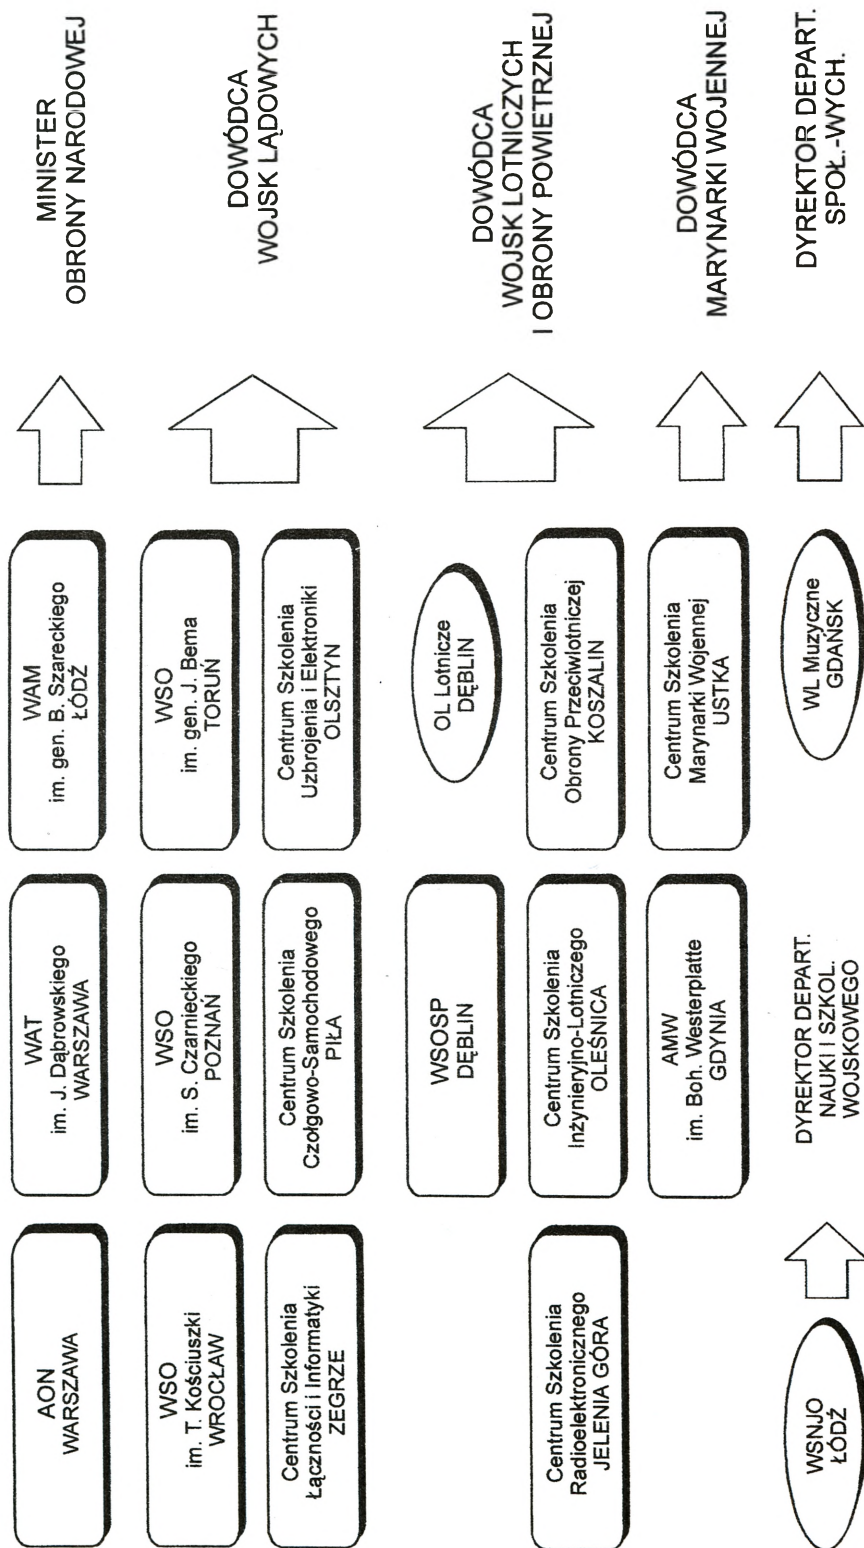 AON
WARSZAWA
WAT
im. J. Dąbrowskiego
WARSZAWA
WAM
im. gen. B. Szareckiego
ŁÓDŹ
MINISTER
OBRONY NARODOWEJ
WSO
im. T. Kościuszki
WROCŁAW
WSO
im. S. Czarnieckiego
POZNAŃ
WSO
im. gen. J. Bema
TORUŃ
DOWÓDCA
WOJSK LĄDOWYCH
Centrum Szkolenia
Łączności i Informatyki
ZEGRZE
Centrum Szkolenia
Czołgowo-Samochodowego
PIŁA
Centrum Szkolenia
Uzbrojenia i Elektroniki
OLSZTYN
WSOSP
DĘBLIN
OL Lotnicze
DĘBLIN
DOWÓDCA
WOJSK LOTNICZYCH
I OBRONY POWIETRZNEJ
Centrum Szkolenia
Radioelektronicznego
JELENIA GÓRA
Centrum Szkolenia
Inżynieryjno-Lotniczego
OLEŚNICA
Centrum Szkolenia
Obrony Przeciwlotniczej
KOSZALIN
AMW
im. Boh. Westerplatte
GDYNIA
Centrum Szkolenia
Marynarki Wojennej
USTKA
DOWÓDCA
MARYNARKI WOJENNEJ
WSNJO
ŁÓDŹ
DYREKTOR DEPART.
NAUKI I SZKOL.
WOJSKOWEGO
WL Muzyczne
GDAŃSK
DYREKTOR DEPART.
SPOŁ.-WYCH.